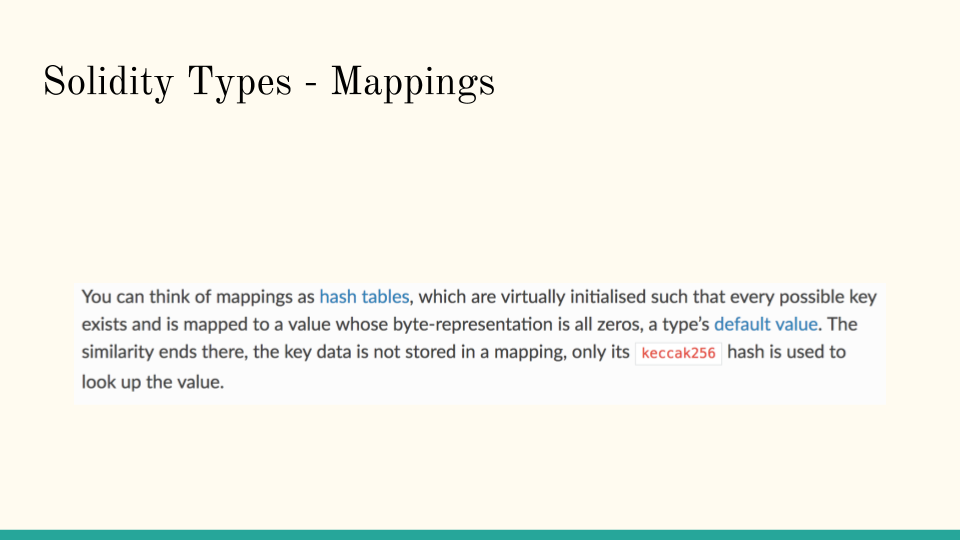 Solidity Types - Mappings
You can think of mappings as hash tables, which are virtually initialised such that every possible key
exists and is mapped to a value whose byte-representation is all zeros, a type’s default value. The
similarity ends there, the key data is not stored in a mapping, only its keccak256 hash is used to
look up the value.